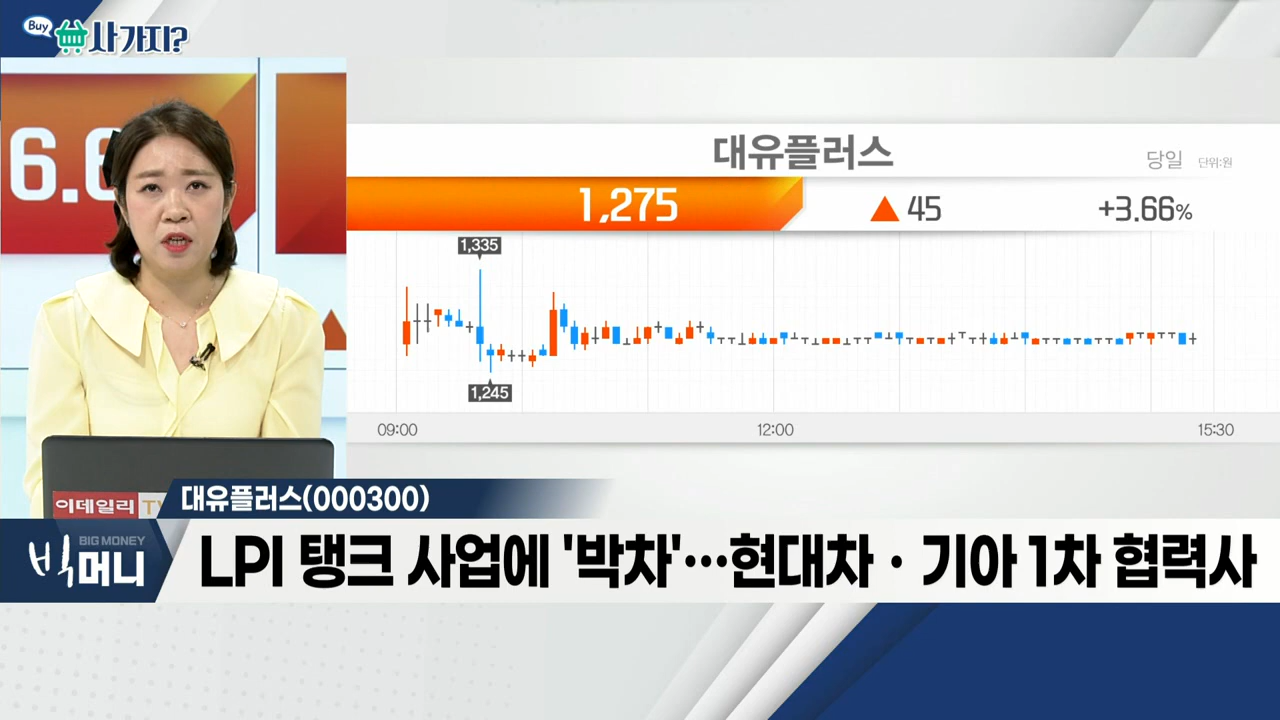 Buy
사가지?
6.6
대유플러스
당일 단위:원
1,275 ▲ 45 +3.66%
1,335
1,245
09:00 12:00 15:30
이데일리 TV
대유플러스(000300)
BIG MONEY
빅머니
LPI 탱크 사업에 '박차'…현대차·기아 1차 협력사